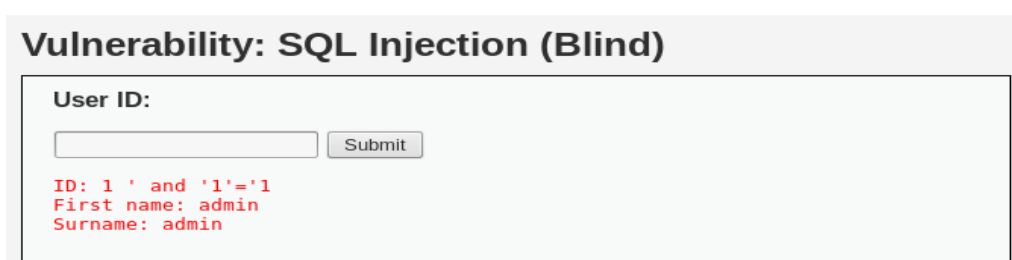 Vulnerability: SQL Injection (Blind)
User ID:
Submit
ID: 1 ' and '1'='1
First name: admin
Surname: admin